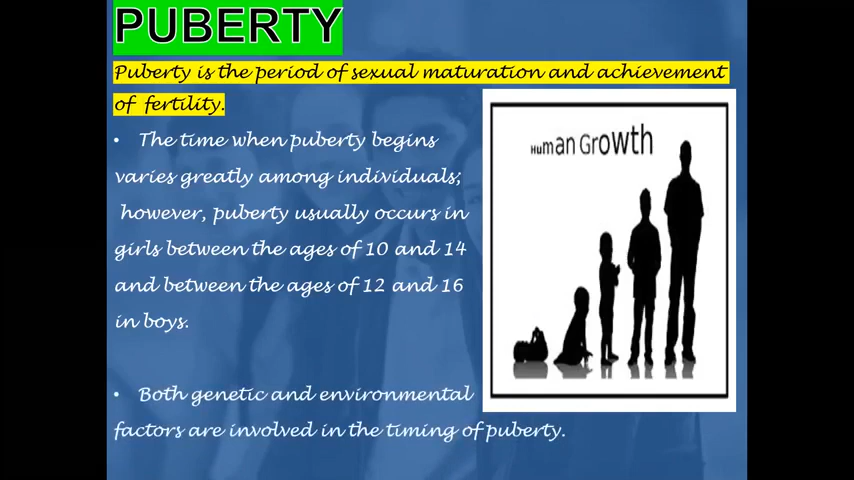 PUBERTY
Puberty is the period of sexual maturation and achievement
of fertility.
• The time when puberty begins
varies greatly among individuals;
however, puberty usually occurs in
girls between the ages of 10 and 14
and between the ages of 12 and 16
in boys.
Human Growth
• Both genetic and environmental
factors are involved in the timing of puberty.